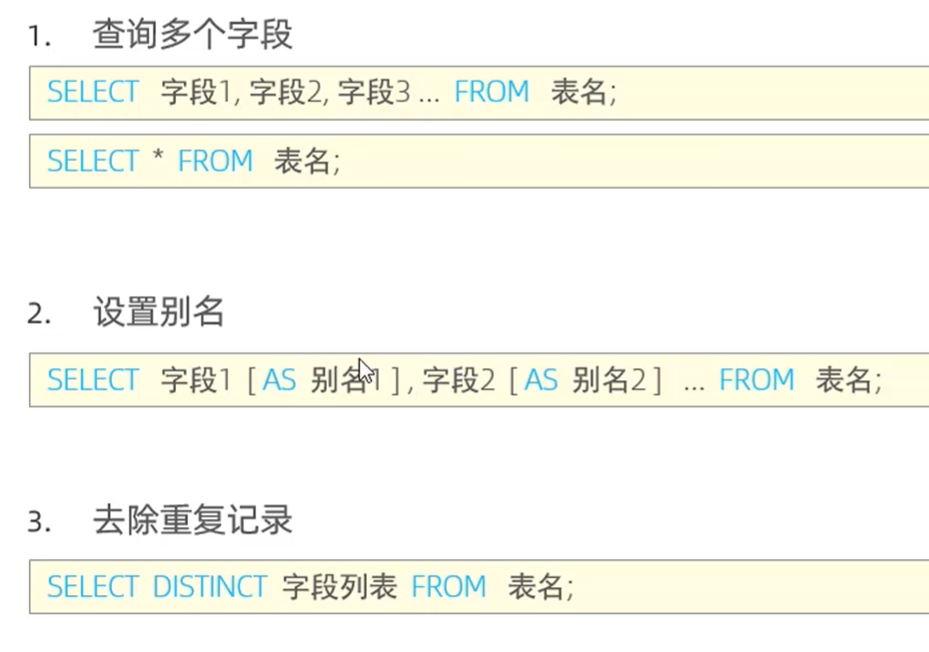 1. 查询多个字段
SELECT 字段1, 字段2, 字段3 ... FROM 表名;
SELECT * FROM 表名;
2. 设置别名
SELECT 字段1 [ AS 别名1 ] , 字段2 [ AS 别名2 ] ... FROM 表名;
3. 去除重复记录
SELECT DISTINCT 字段列表 FROM 表名;